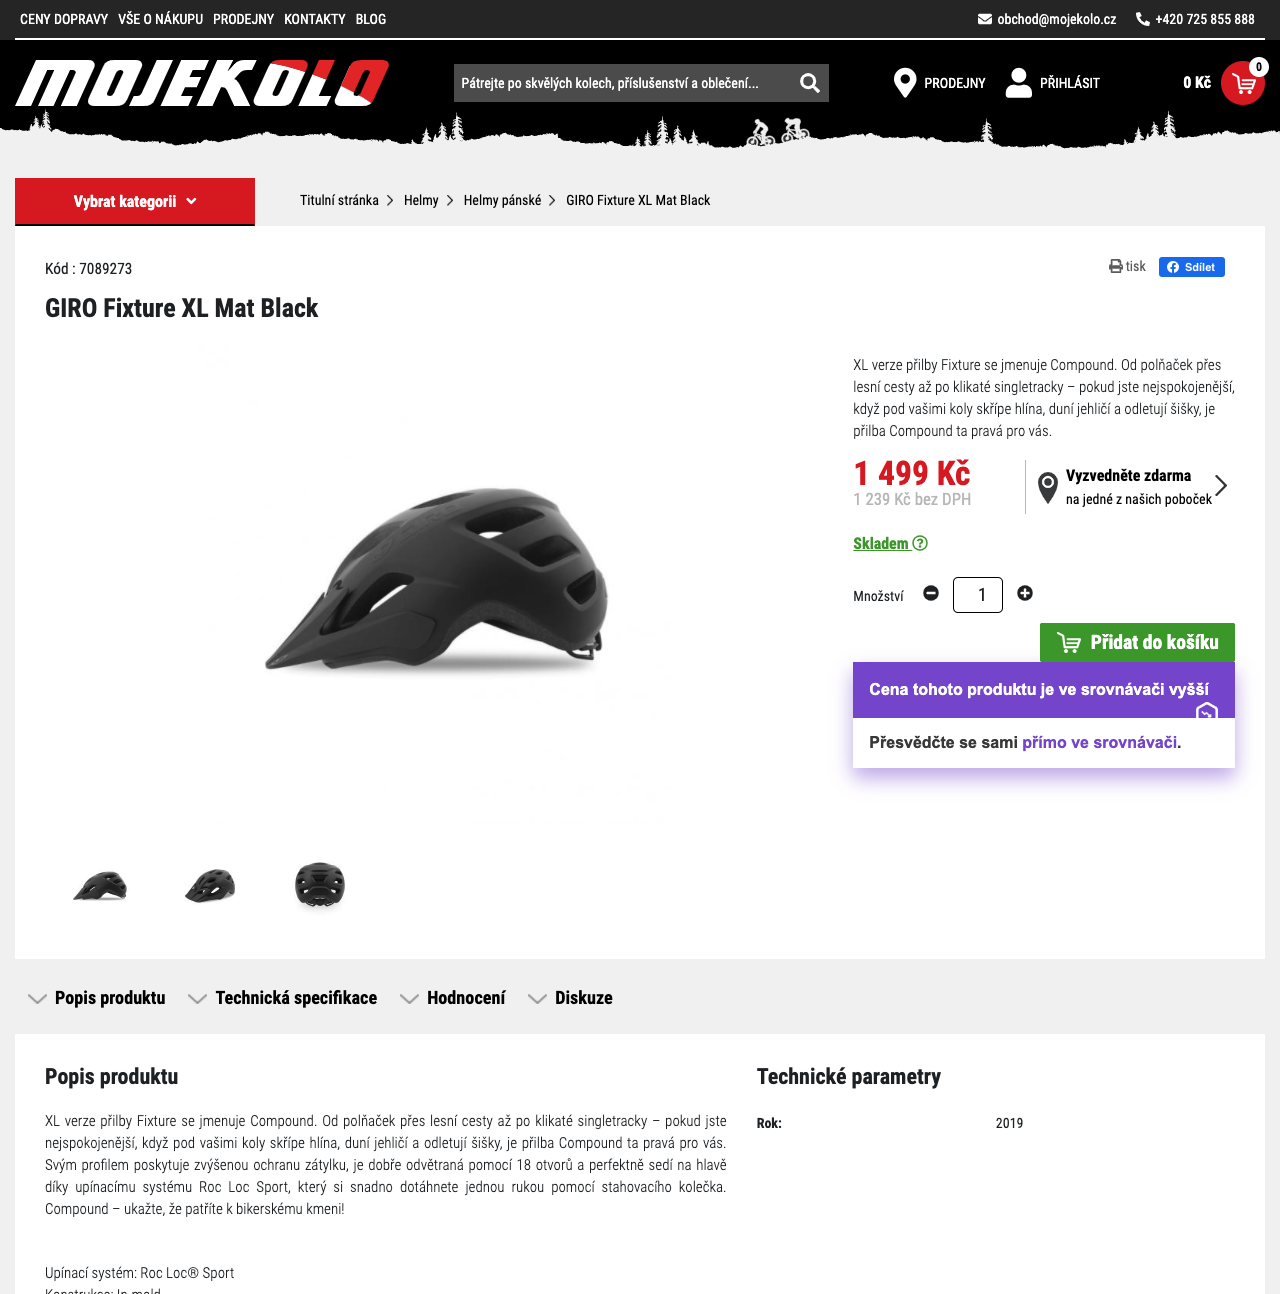 CENY DOPRAVY VŠE O NÁKUPU PRODEJNY KONTAKTY BLOG
obchod@mojekolo.cz +420 725 855 888
MOJEKOLO
Pátrejte po skvělých kolech, příslušenství a oblečení...
PRODEJNY PŘIHLÁSIT 0 Kč 0
Vybrat kategorii
Titulní stránka Helmy Helmy pánské GIRO Fixture XL Mat Black
Kód : 7089273
tisk Sdílet
GIRO Fixture XL Mat Black
XL verze přilby Fixture se jmenuje Compound. Od polňaček přes
lesní cesty až po klikaté singletracky – pokud jste nejspokojenější,
když pod vašimi koly skřípe hlína, duní jehličí a odletují šišky, je
přilba Compound ta pravá pro vás.
1 499 Kč
1 239 Kč bez DPH
Vyzvedněte zdarma
na jedné z našich poboček
Skladem
Množství 1
Přidat do košíku
Cena tohoto produktu je ve srovnávači vyšší
Přesvědčte se sami přímo ve srovnávači.
Popis produktu Technická specifikace Hodnocení Diskuze
Popis produktu
XL verze přilby Fixture se jmenuje Compound. Od polňaček přes lesní cesty až po klikaté singletracky – pokud jste
nejspokojenější, když pod vašimi koly skřípe hlína, duní jehličí a odletují šišky, je přilba Compound ta pravá pro vás.
Svým profilem poskytuje zvýšenou ochranu zátylku, je dobře odvětraná pomocí 18 otvorů a perfektně sedí na hlavě
díky upínacímu systému Roc Loc Sport, který si snadno dotáhnete jednou rukou pomocí stahovacího kolečka.
Compound – ukažte, že patříte k bikerskému kmeni!
Upínací systém: Roc Loc® Sport
Konstrukce: In-mold
Technické parametry
Rok: 2019